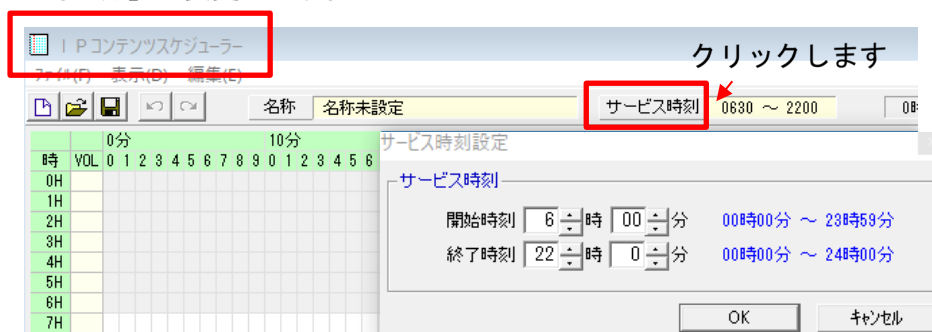 IPコンテンツスケジューラー
クリックします
ファイル(F) 表示(D) 編集(E)
名称 名称未設定 サービス時刻 0630 ～ 2200
0分 10分
時 VOL 0 1 2 3 4 5 6 7 8 9 0 1 2 3 4 5 6
0H
1H
2H
3H
4H
5H
6H
7H
サービス時刻設定
サービス時刻
開始時刻 6 時 00 分 00時00分 ～ 23時59分
終了時刻 22 時 0 分 00時00分 ～ 24時00分
OK キャンセル